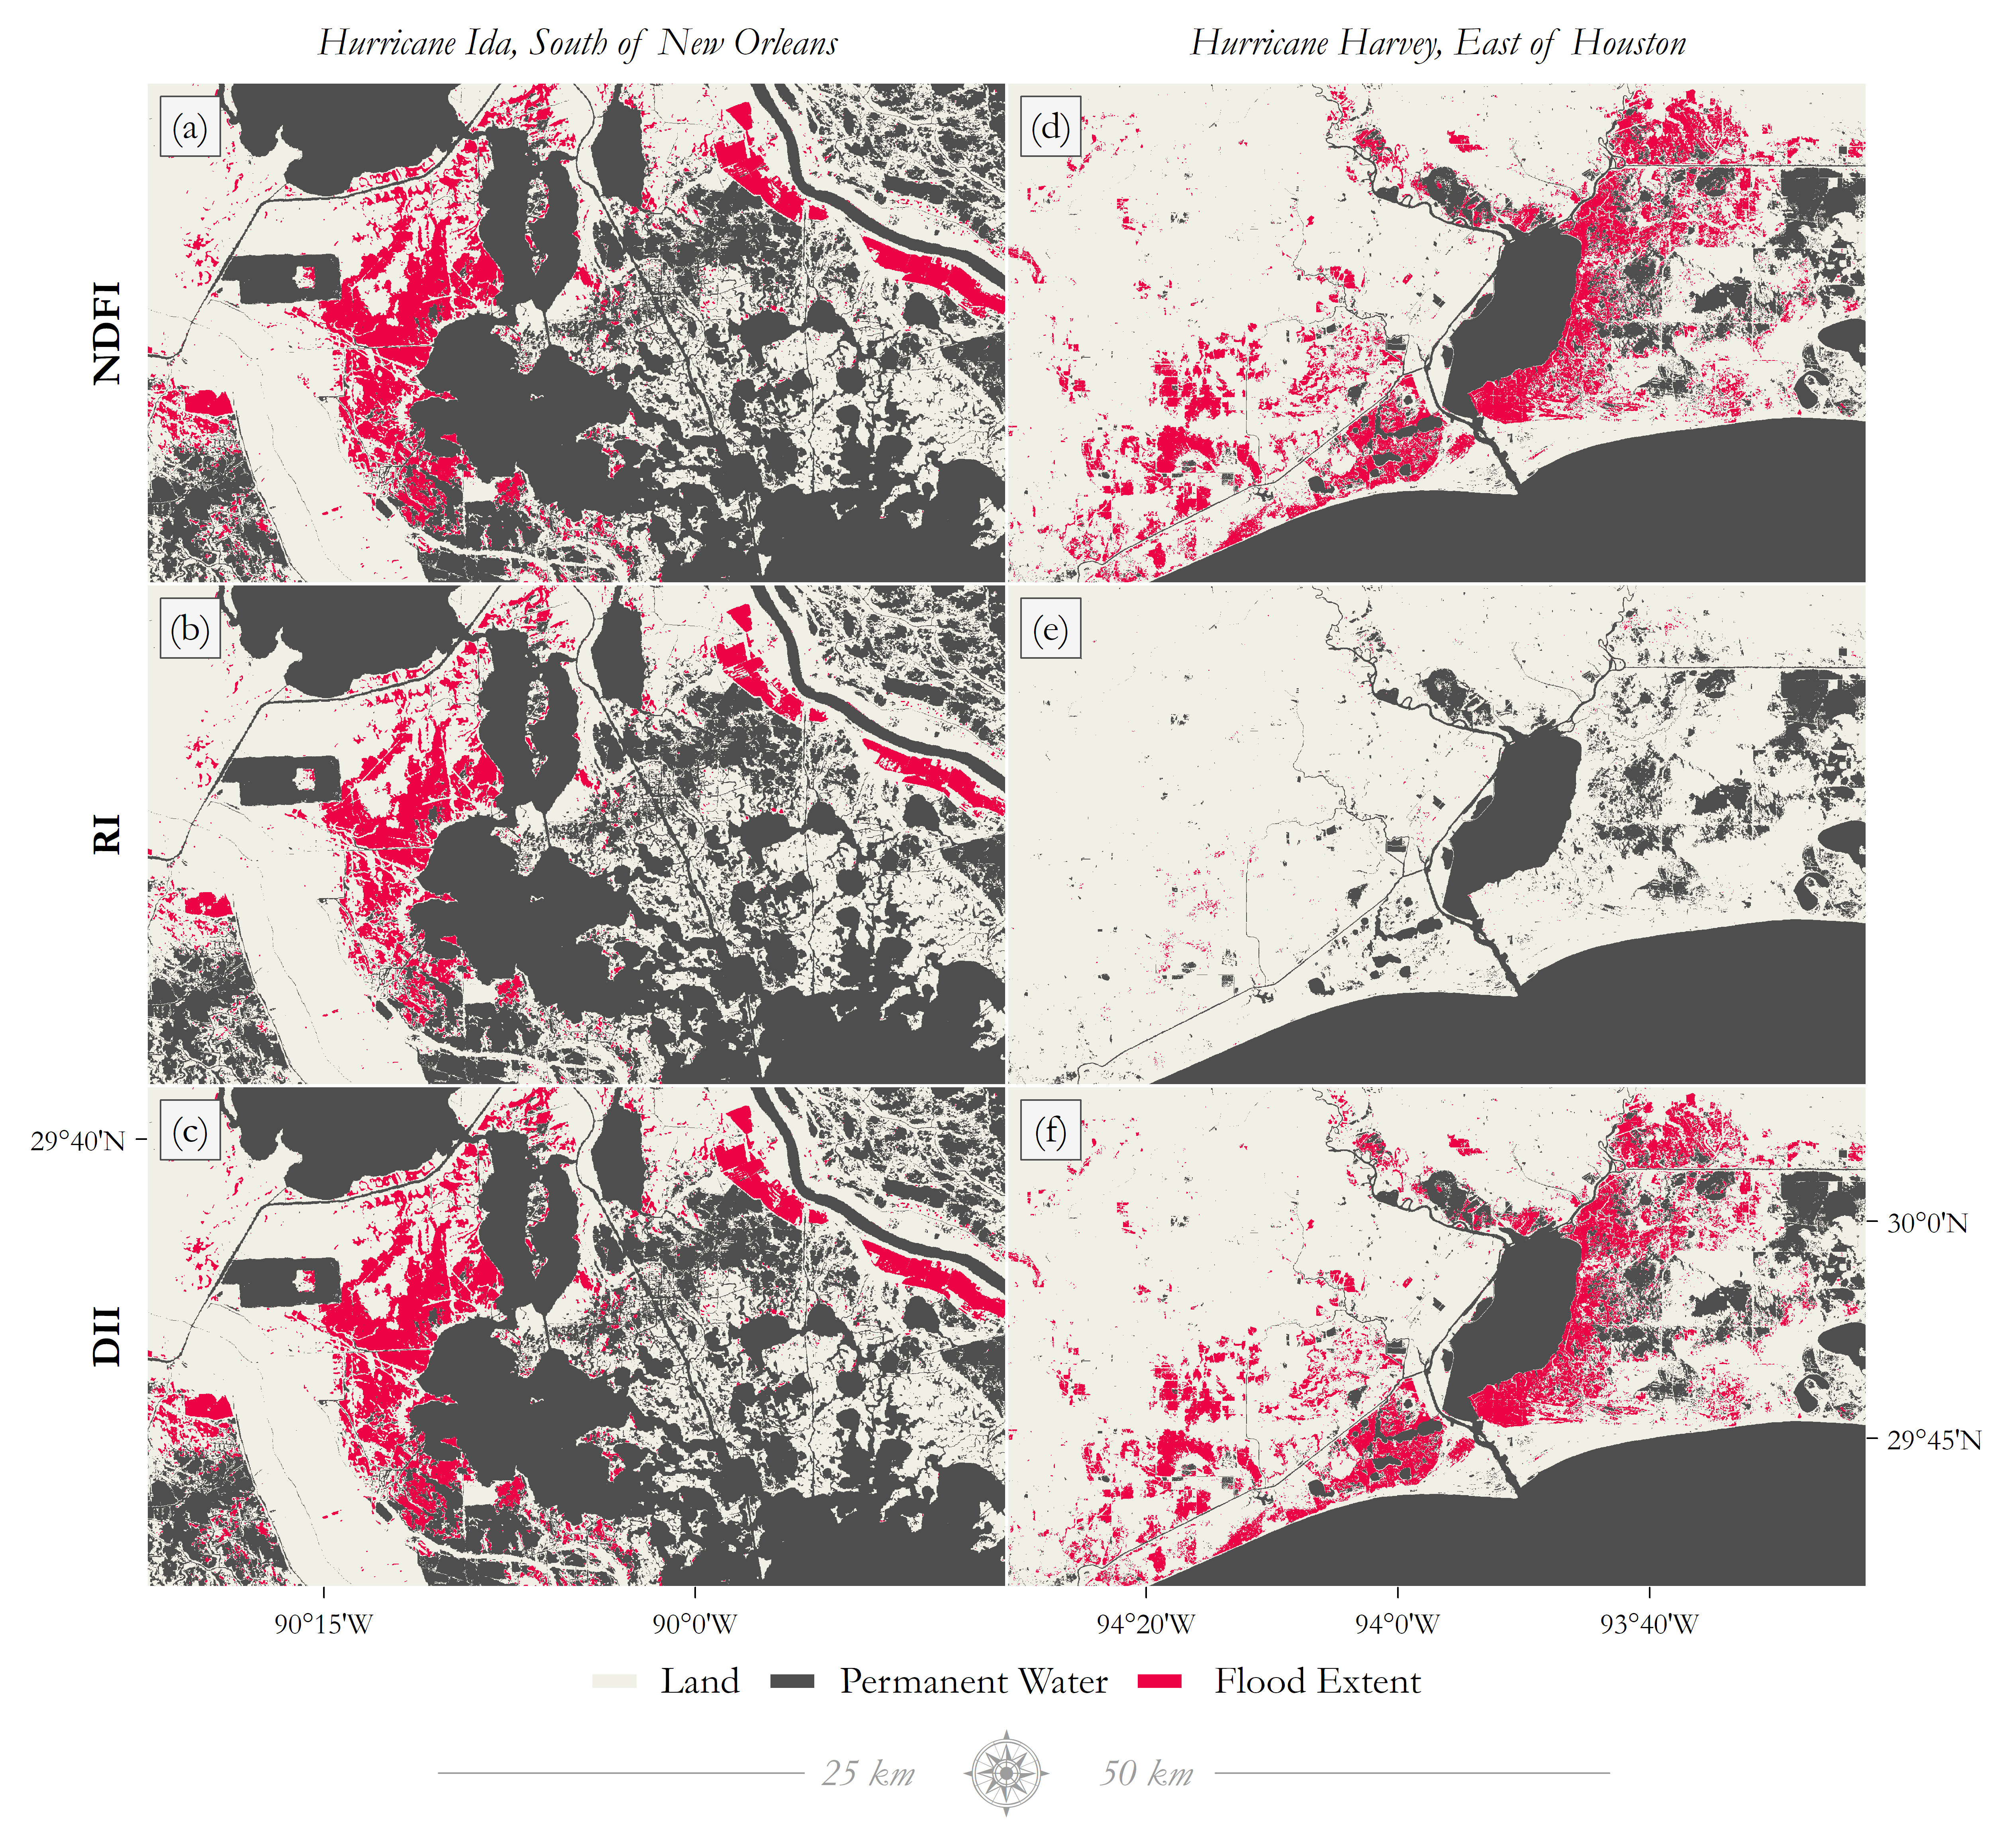 Hurricane Ida, South of New Orleans
Hurricane Harvey, East of Houston
NDFI
(a)
(d)
RI
(b)
(e)
DII
(c)
(f)
29°40'N
30°0'N
29°45'N
90°15'W
90°0'W
94°20'W
94°0'W
93°40'W
Land
Permanent Water
Flood Extent
25 km
50 km